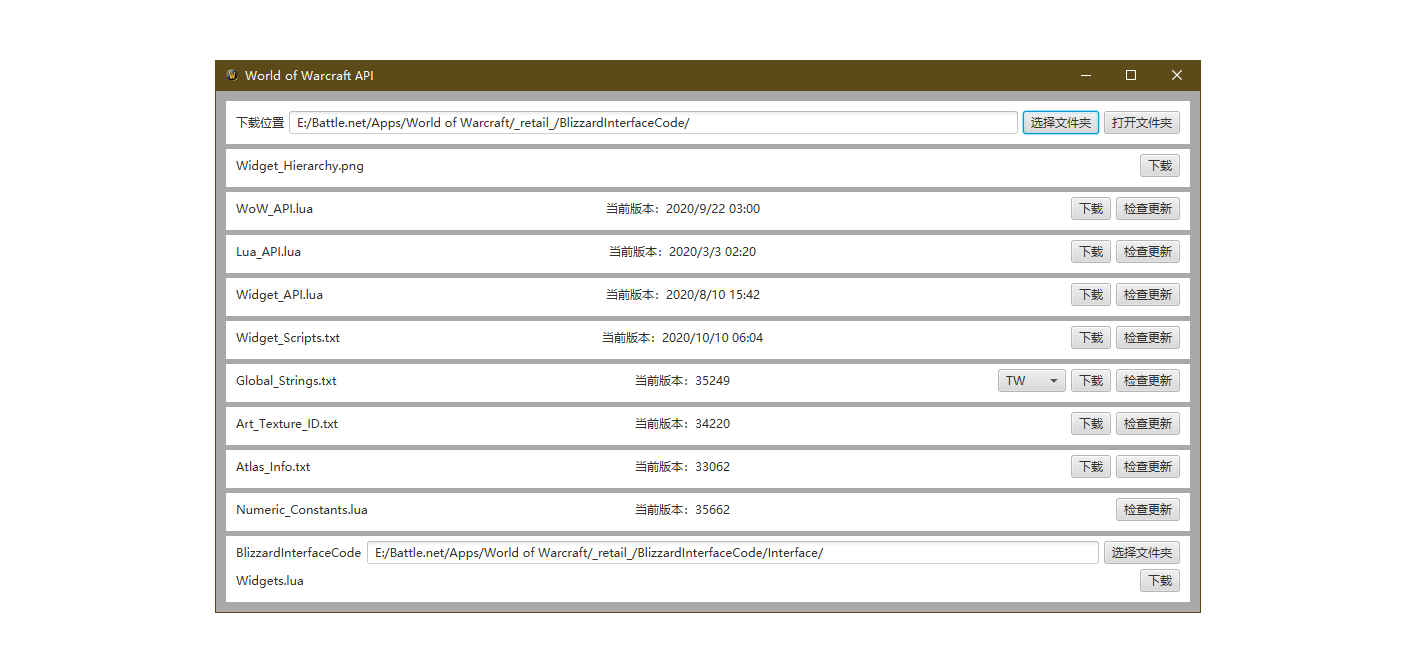 World of Warcraft API
下载位置 E:/Battle.net/Apps/World of Warcraft/_retail_/BlizzardInterfaceCode/ 选择文件夹 打开文件夹
Widget_Hierarchy.png 下载
WoW_API.lua 当前版本：2020/9/22 03:00 下载 检查更新
Lua_API.lua 当前版本：2020/3/3 02:20 下载 检查更新
Widget_API.lua 当前版本：2020/8/10 15:42 下载 检查更新
Widget_Scripts.txt 当前版本：2020/10/10 06:04 下载 检查更新
Global_Strings.txt 当前版本：35249 TW 下载 检查更新
Art_Texture_ID.txt 当前版本：34220 下载 检查更新
Atlas_Info.txt 当前版本：33062 下载 检查更新
Numeric_Constants.lua 当前版本：35662 检查更新
BlizzardInterfaceCode E:/Battle.net/Apps/World of Warcraft/_retail_/BlizzardInterfaceCode/Interface/ 选择文件夹
Widgets.lua 下载